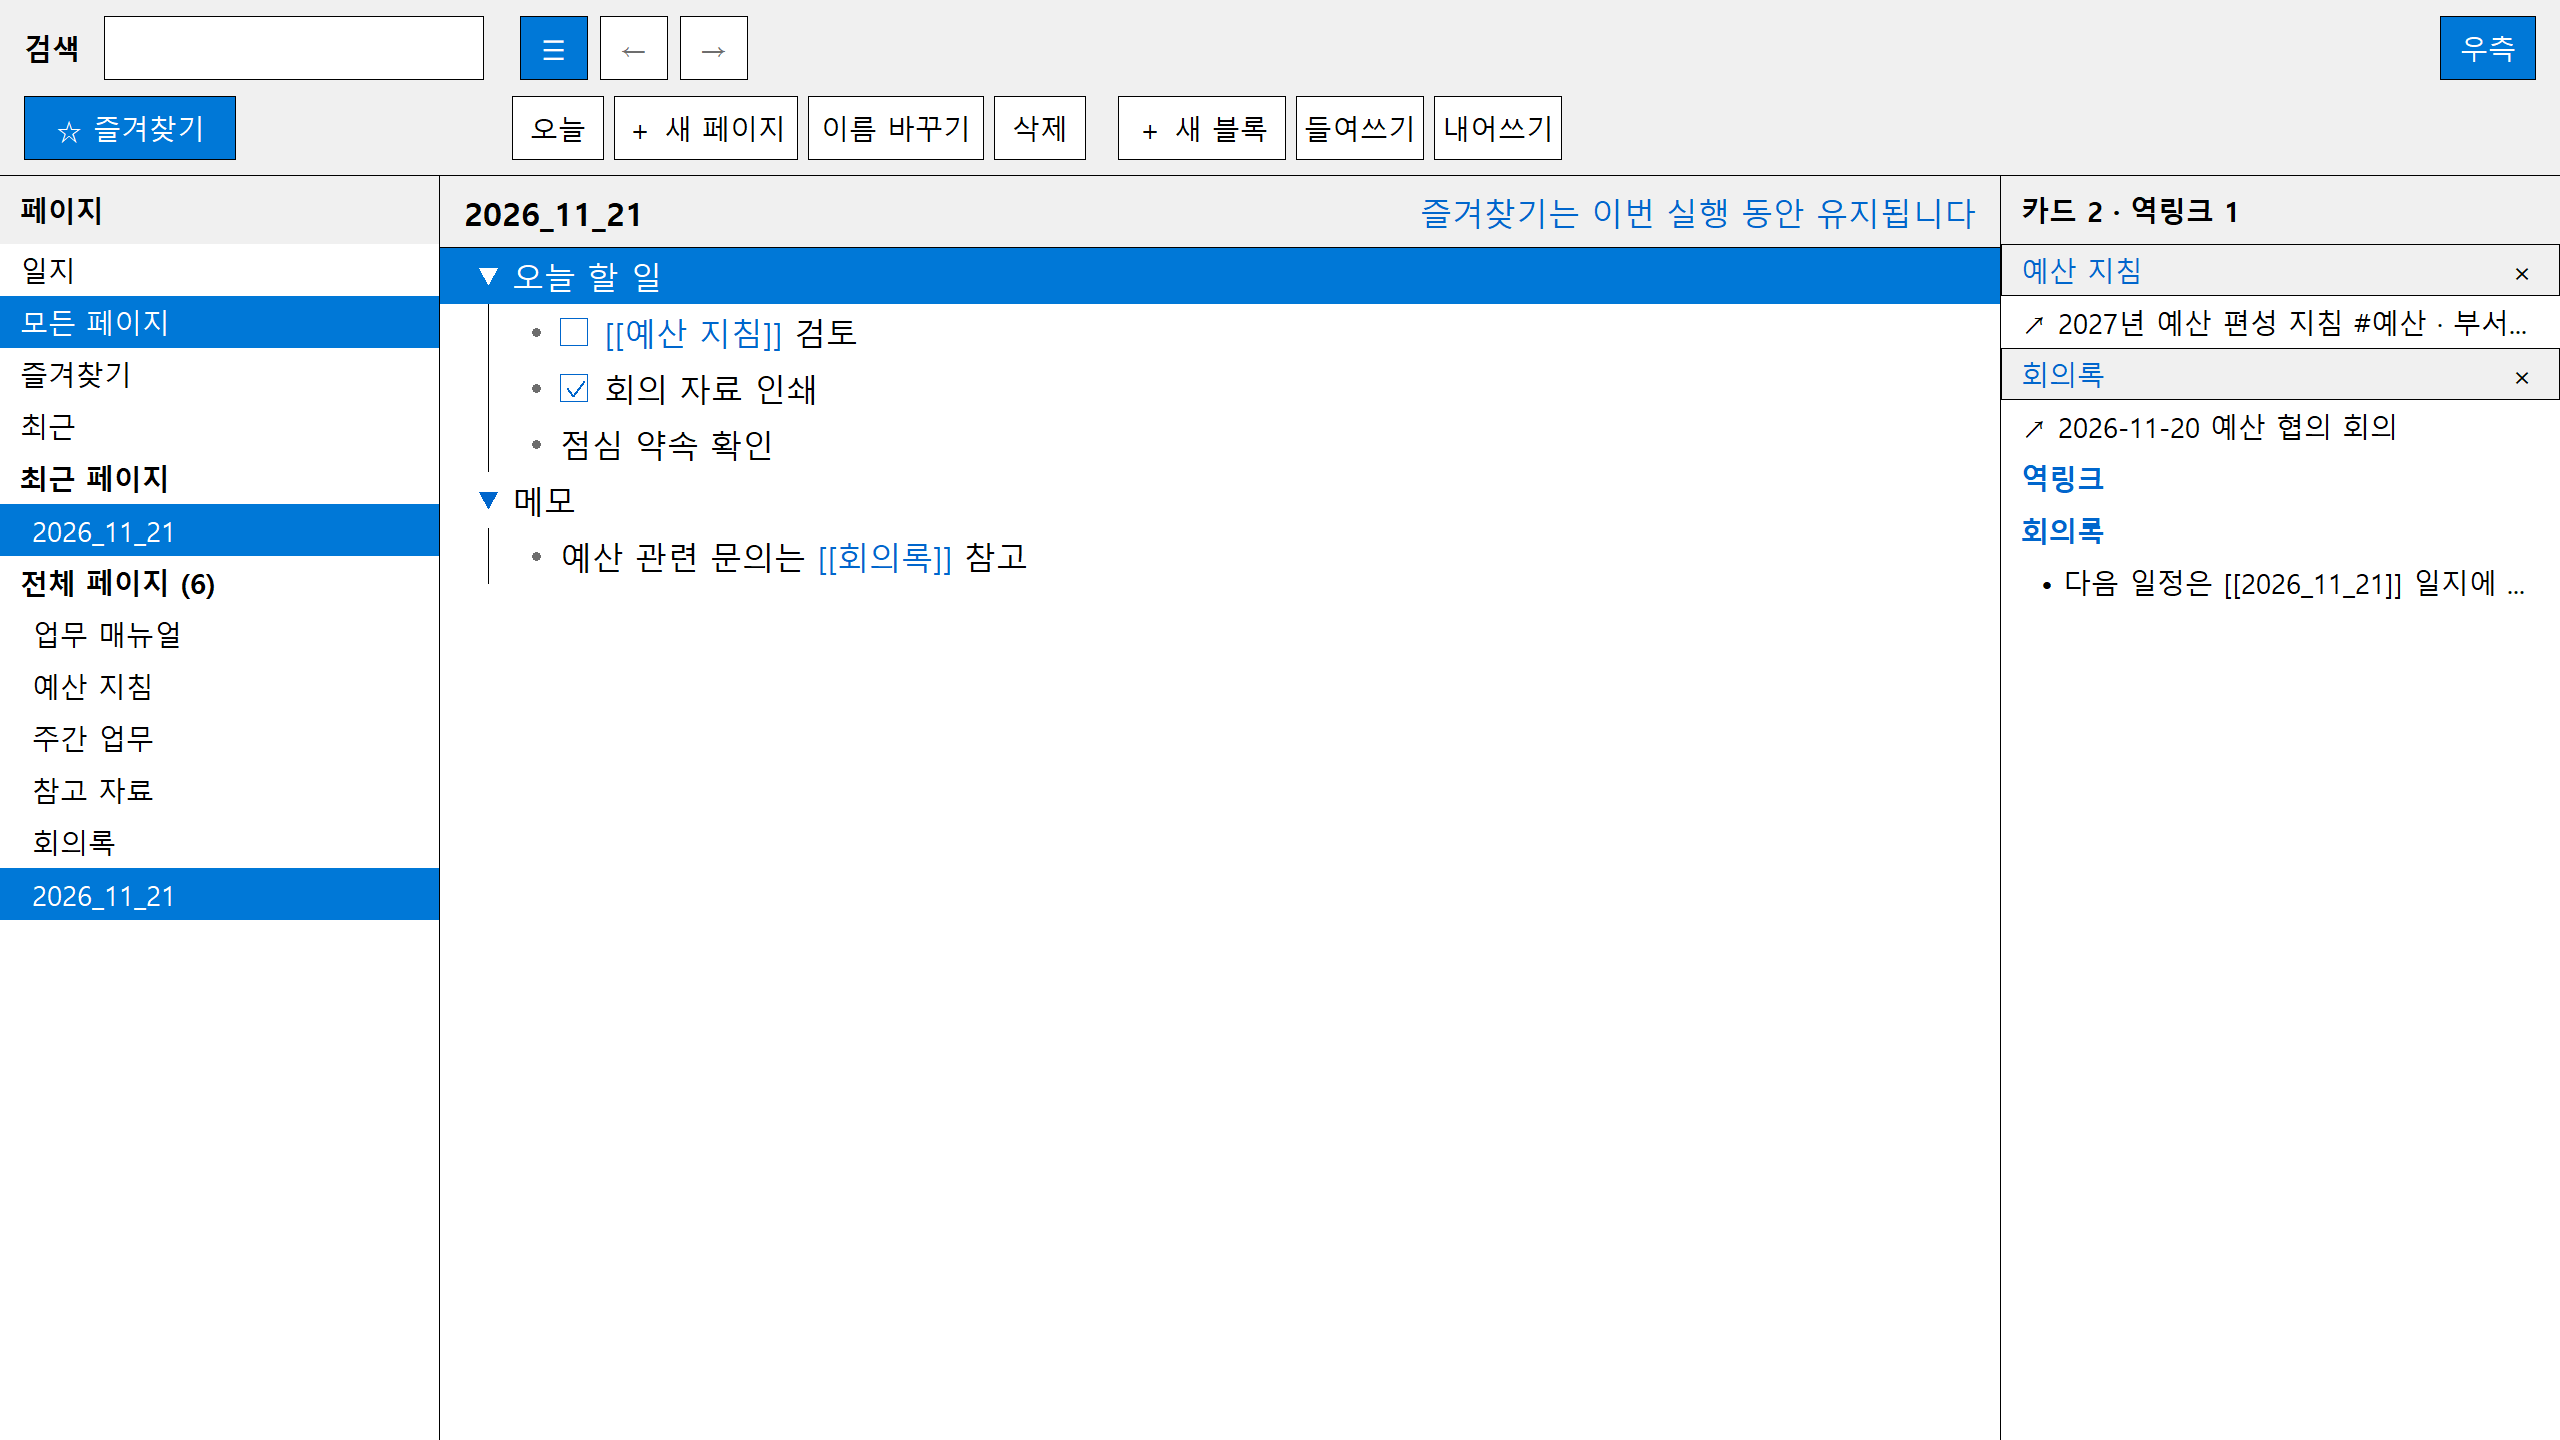 검색
☰ ← → 우측
☆ 즐겨찾기
오늘 + 새 페이지 이름 바꾸기 삭제 + 새 블록 들여쓰기 내어쓰기
페이지
일지
모든 페이지
즐겨찾기
최근
최근 페이지
2026_11_21
전체 페이지 (6)
업무 매뉴얼
예산 지침
주간 업무
참고 자료
회의록
2026_11_21
2026_11_21 즐겨찾기는 이번 실행 동안 유지됩니다
▼ 오늘 할 일
• ☐ [[예산 지침]] 검토
• ☑ 회의 자료 인쇄
• 점심 약속 확인
▼ 메모
• 예산 관련 문의는 [[회의록]] 참고
카드 2 · 역링크 1
예산 지침 ×
↗ 2027년 예산 편성 지침 #예산 · 부서...
회의록 ×
↗ 2026-11-20 예산 협의 회의
역링크
회의록
• 다음 일정은 [[2026_11_21]] 일지에 ...